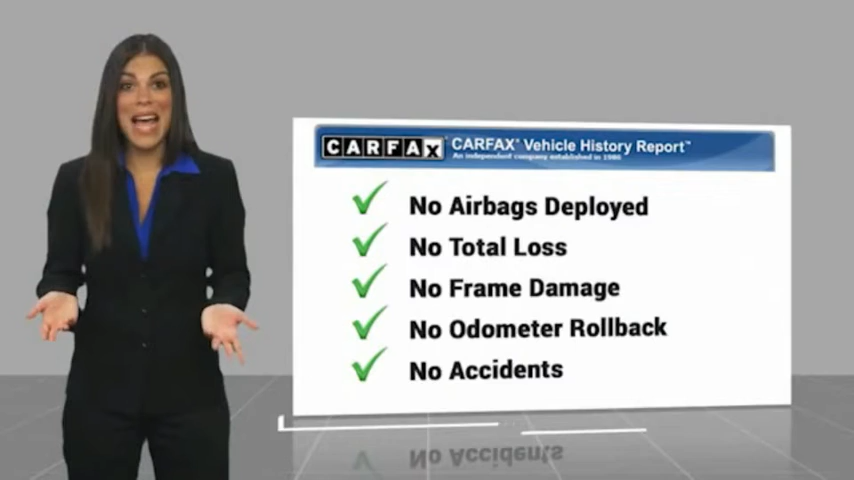 CARFAX CARFAX™ Vehicle History Report™
An independent company established in 1986
No Airbags Deployed
No Total Loss
No Frame Damage
No Odometer Rollback
No Accidents
No Accidents